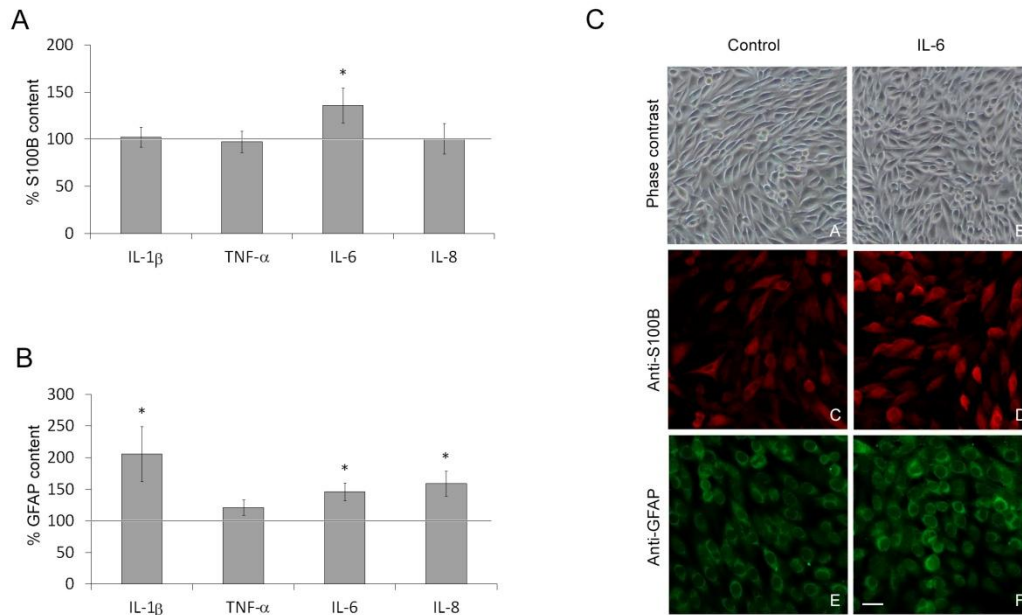 A
200
*
150
100
50
0
% S100B content
IL-1β
TNF-α
IL-6
IL-8
B
300
*
250
*
*
200
150
100
50
0
% GFAP content
IL-1β
TNF-α
IL-6
IL-8
C
Control
IL-6
Phase contrast
A
Anti-S100B
C
D
Anti-GFAP
E
F